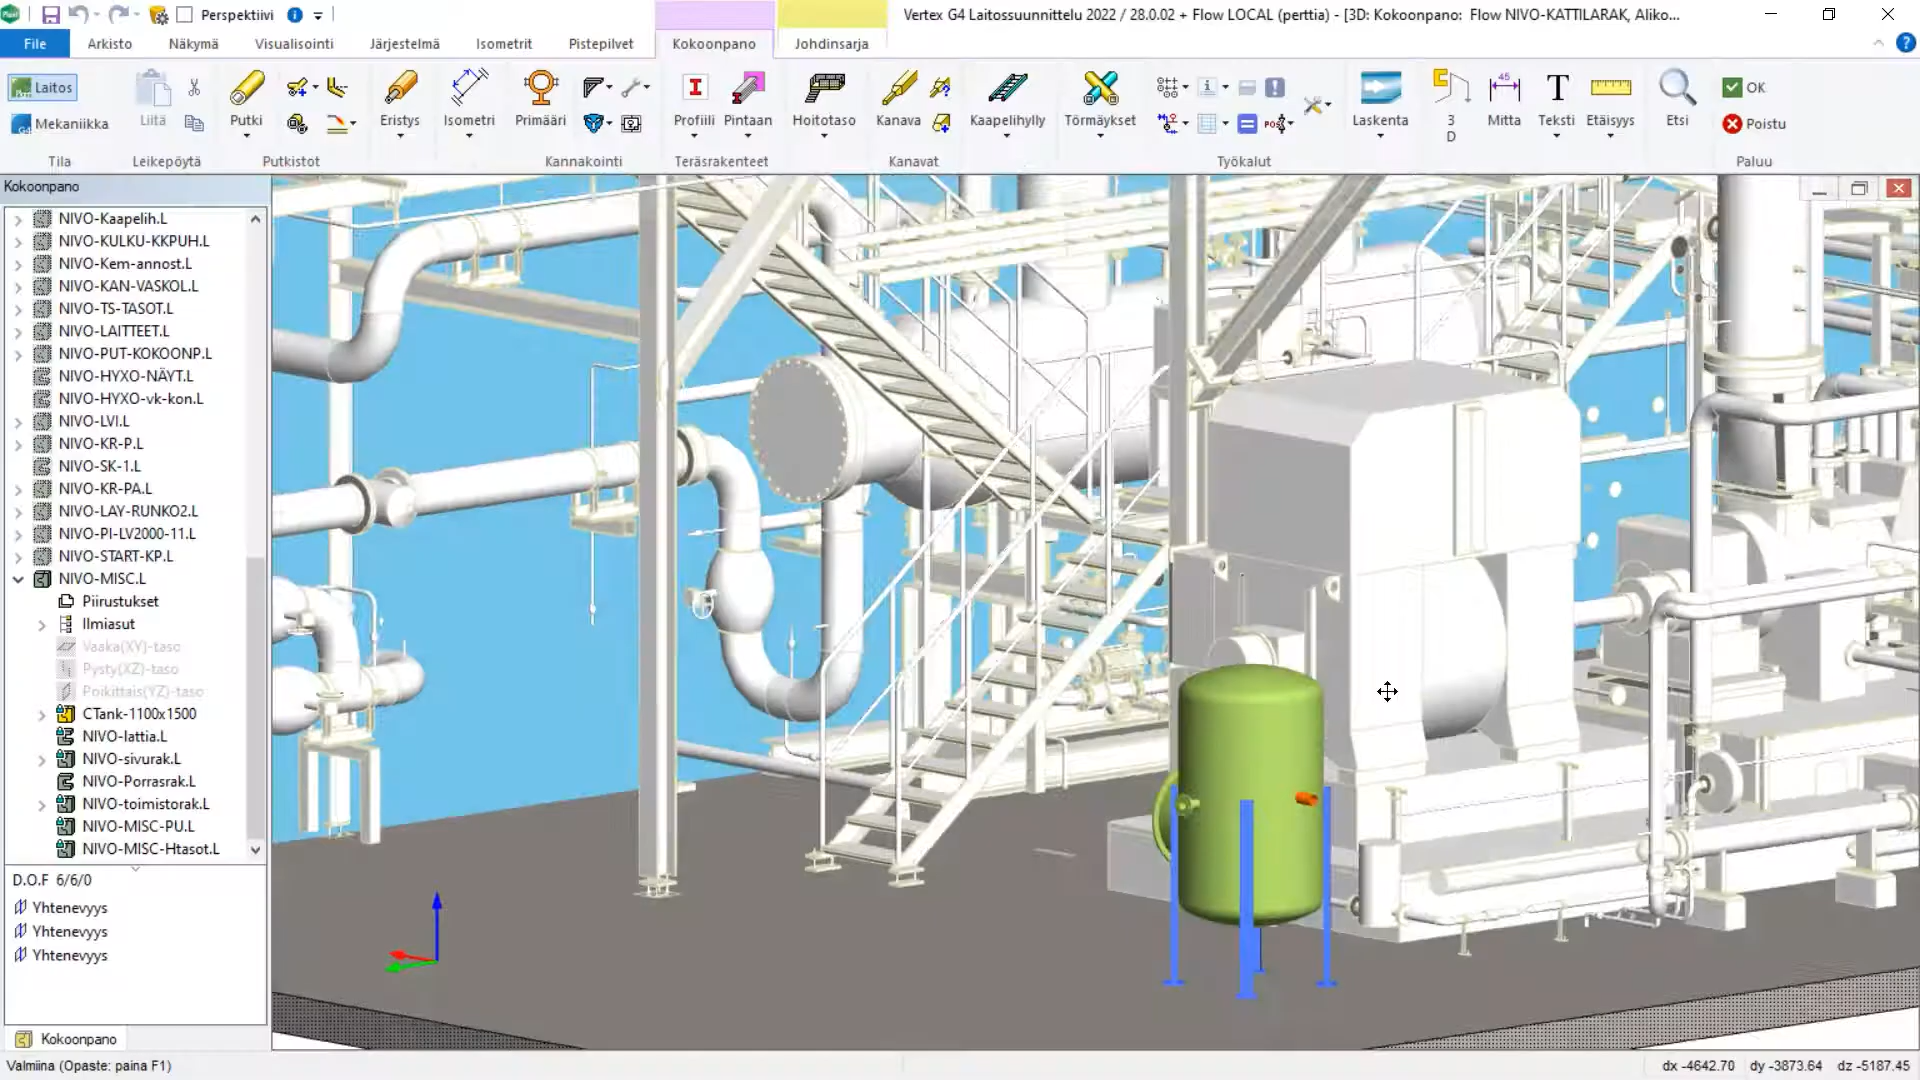 Perspektiivi
Vertex G4 Laitossuunnittelu 2022 / 28.0.02 + Flow LOCAL (perttia) - [3D: Kokoonpano:  Flow NIVO-KATTILARAK, Aliko...
File
Arkisto
Näkymä
Visualisointi
Järjestelmä
Isometrit
Pistepilvet
Kokoonpano
Johdinsarja
Laitos
Mekaniikka
Liitä
Putki
Eristys
Isometri
Primääri
Profiili
Pintaan
Hoitotaso
Kanava
Kaapelihylly
Törmäykset
Laskenta
3
D
45
Mitta
Teksti
Etäisyys
Etsi
OK
Poistu
Tila
Leikepöytä
Putkistot
Kannakointi
Teräsrakenteet
Kanavat
Työkalut
Paluu
Kokoonpano
NIVO-Kaapelih.L
NIVO-KULKU-KKPUH.L
NIVO-Kem-annost.L
NIVO-KAN-VASKOL.L
NIVO-TS-TASOT.L
NIVO-LAITTEET.L
NIVO-PUT-KOKOONP.L
NIVO-HYXO-NÄYT.L
NIVO-HYXO-vk-kon.L
NIVO-LVI.L
NIVO-KR-P.L
NIVO-SK-1.L
NIVO-KR-PA.L
NIVO-LAY-RUNKO2.L
NIVO-PI-LV2000-11.L
NIVO-START-KP.L
NIVO-MISC.L
Piirustukset
Ilmiasut
Vaaka(XY)-taso
Pysty(XZ)-taso
Poikittais(YZ)-taso
CTank-1100x1500
NIVO-lattia.L
NIVO-sivurak.L
NIVO-Porrasrak.L
NIVO-toimistorak.L
NIVO-MISC-PU.L
NIVO-MISC-Htasot.L
D.O.F  6/6/0
Yhtenevyys
Yhtenevyys
Yhtenevyys
Kokoonpano
Valmiina (Opaste: paina F1)
dx -4642.70   dy -3873.64   dz -5187.45